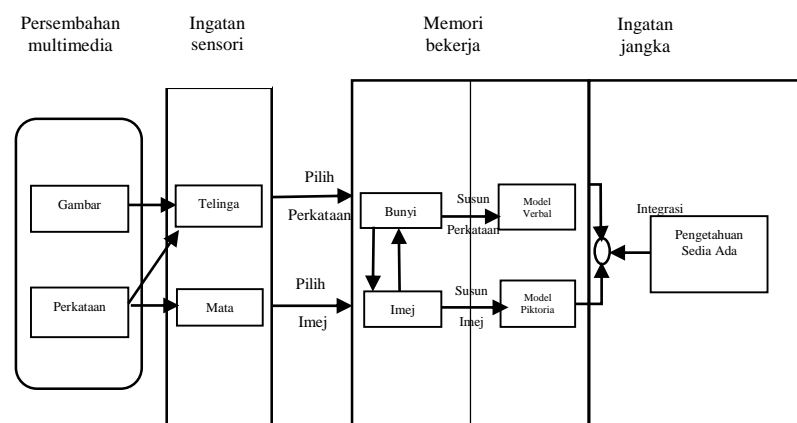 Persembahan
multimedia
Ingatan
sensori
Memori
bekerja
Ingatan
jangka
Gambar
Perkataan
Telinga
Mata
Pilih
Perkataan
Pilih
Imej
Bunyi
Imej
Susun
Perkataan
Susun
Imej
Model
Verbal
Model
Piktoria
Integrasi
Pengetahuan
Sedia Ada